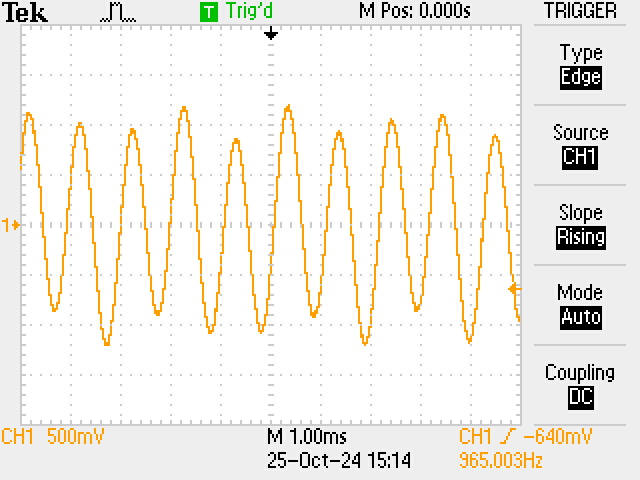 Tek T Trig'd M Pos: 0.000s TRIGGER
Type
Edge
Source
CH1
1
Slope
Rising
Mode
Auto
Coupling
DC
CH1 500mV M 1.00ms CH1 -640mV
25-Oct-24 15:14 965.003Hz